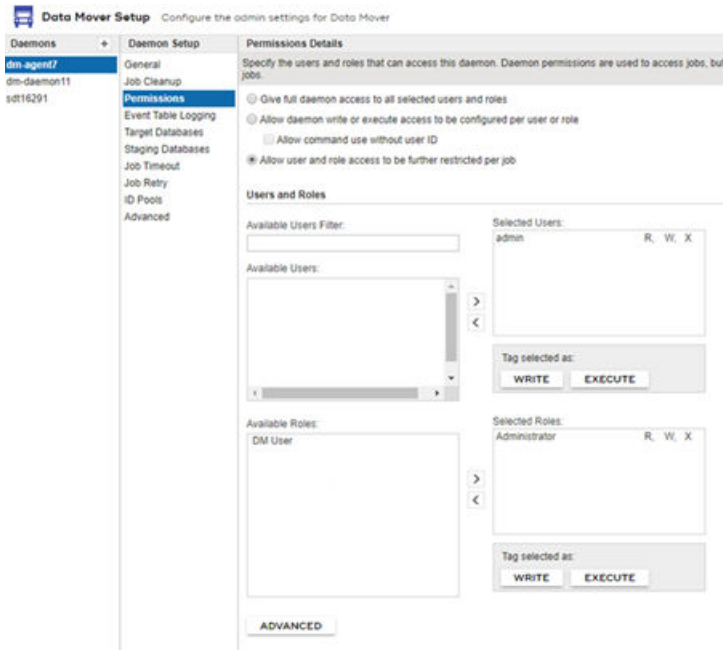 Data Mover Setup Configure the admin settings for Data Mover
Daemons +
dm-agent7
dm-daemon11
sdt16291
Daemon Setup
General
Job Cleanup
Permissions
Event Table Logging
Target Databases
Staging Databases
Job Timeout
Job Retry
ID Pools
Advanced
Permissions Details
Specify the users and roles that can access this daemon. Daemon permissions are used to access jobs, but
jobs.
Give full daemon access to all selected users and roles
Allow daemon write or execute access to be configured per user or role
Allow command use without user ID
Allow user and role access to be further restricted per job
Users and Roles
Available Users Filter:
Available Users:
Selected Users:
admin R, W, X
Tag selected as:
WRITE EXECUTE
Available Roles:
DM User
Selected Roles:
Administrator R, W, X
Tag selected as:
WRITE EXECUTE
ADVANCED